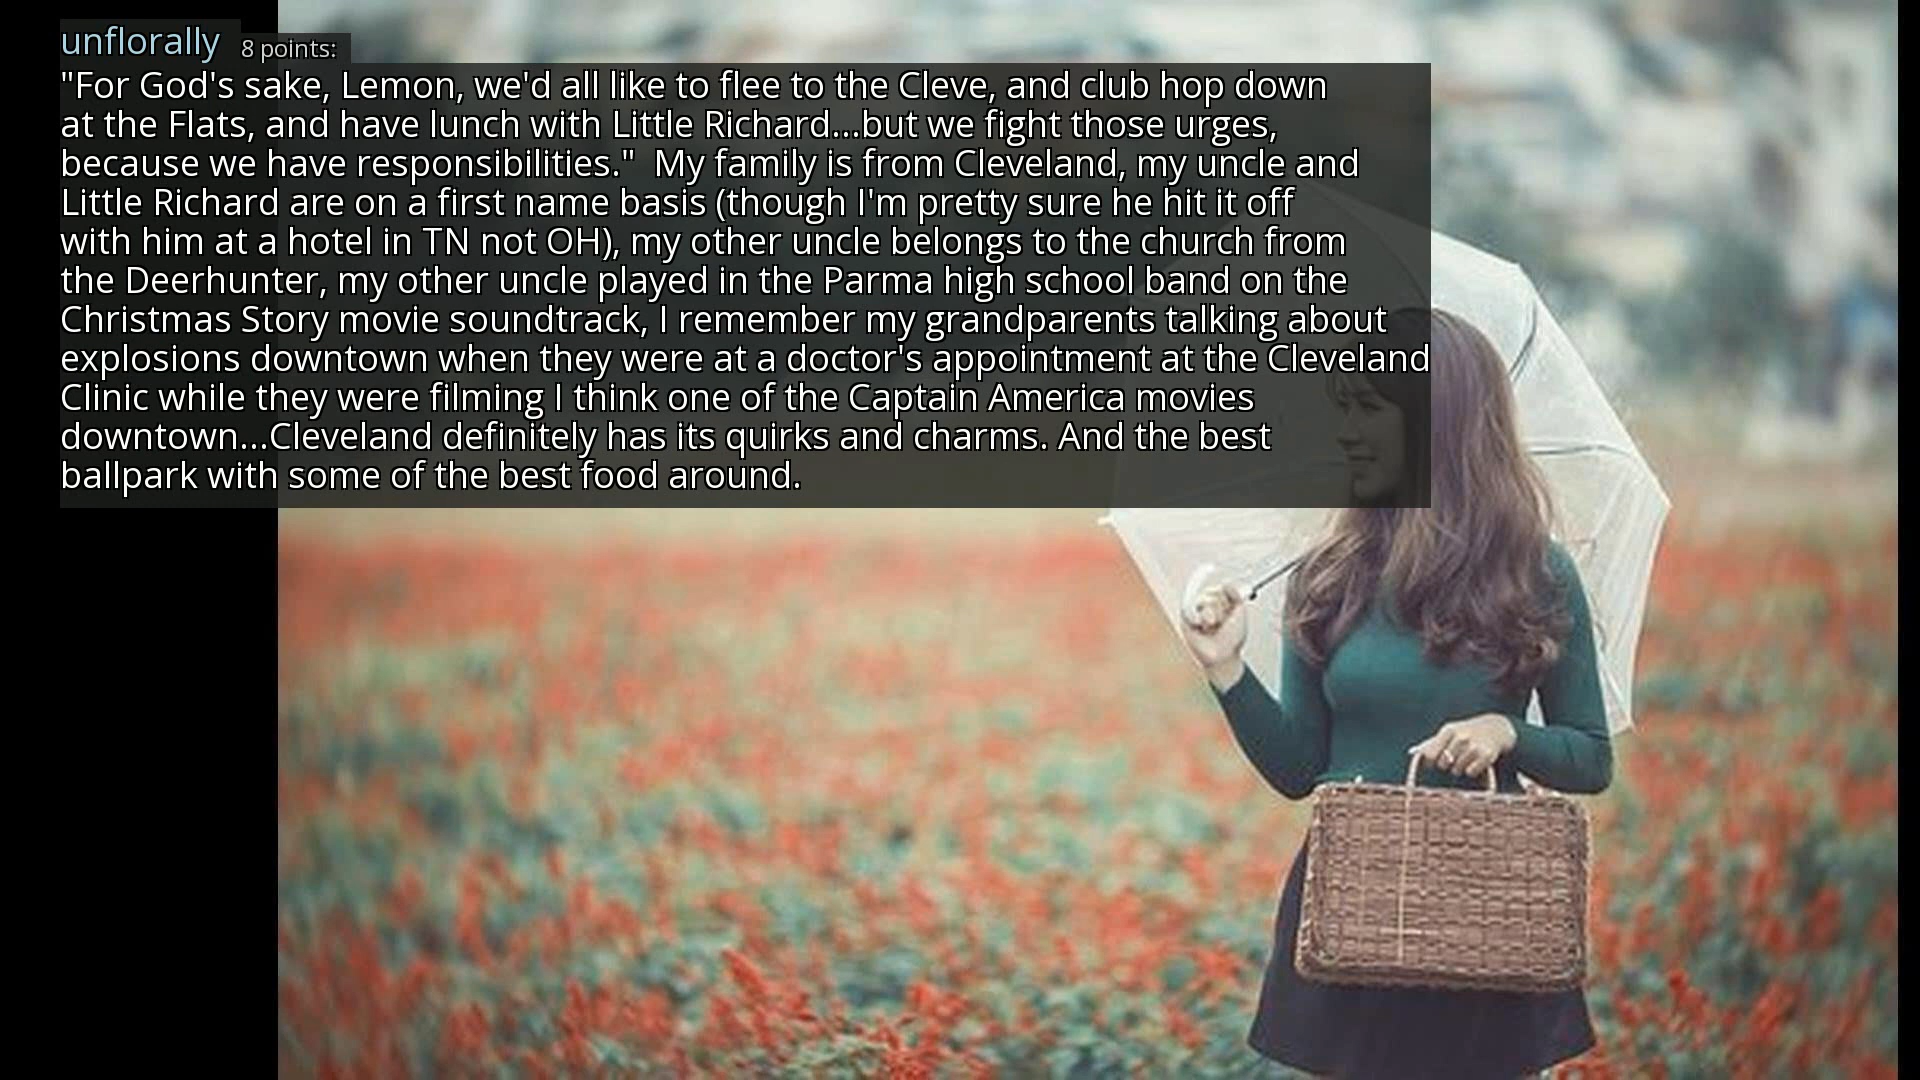 unflorally 8 points:
"For God's sake, Lemon, we'd all like to flee to the Cleve, and club hop down
at the Flats, and have lunch with Little Richard...but we fight those urges,
because we have responsibilities."  My family is from Cleveland, my uncle and
Little Richard are on a first name basis (though I'm pretty sure he hit it off
with him at a hotel in TN not OH), my other uncle belongs to the church from
the Deerhunter, my other uncle played in the Parma high school band on the
Christmas Story movie soundtrack, I remember my grandparents talking about
explosions downtown when they were at a doctor's appointment at the Cleveland
Clinic while they were filming I think one of the Captain America movies
downtown...Cleveland definitely has its quirks and charms. And the best
ballpark with some of the best food around.